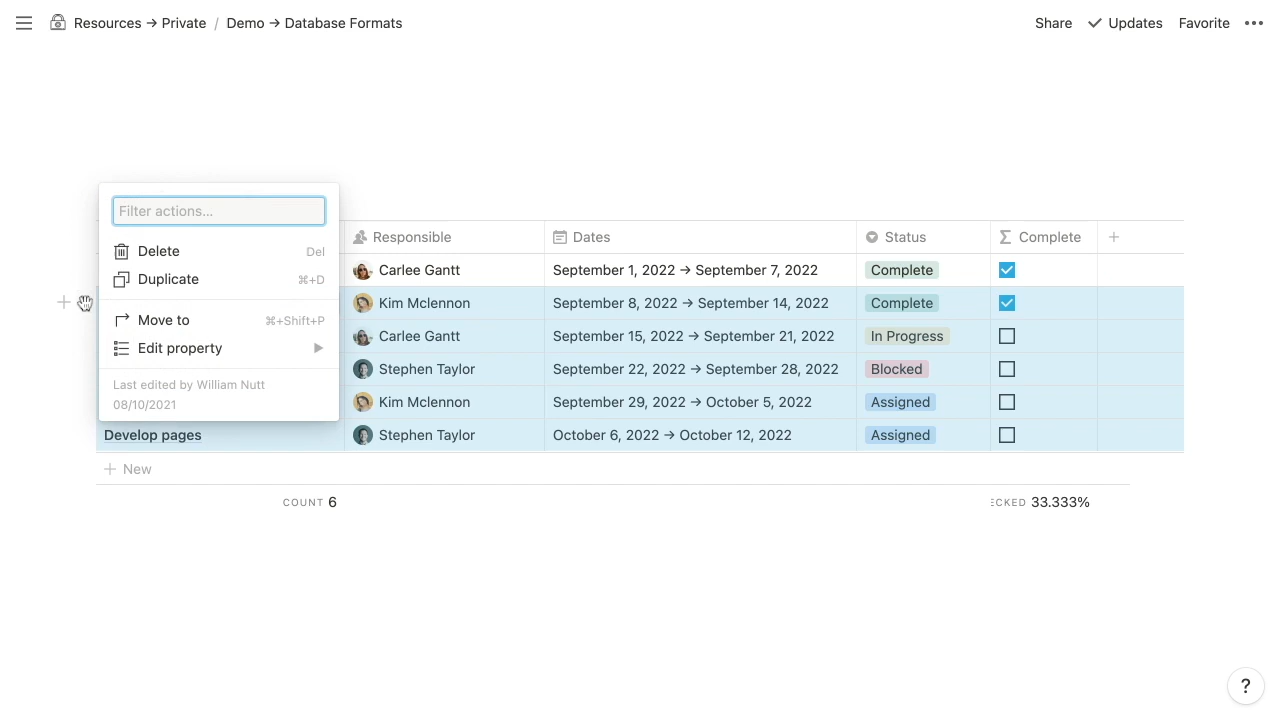 Resources → Private / Demo → Database Formats
Share Updates Favorite
Filter actions...
Delete Del
Duplicate ⌘+D
Move to ⌘+Shift+P
Edit property
Last edited by William Nutt
08/10/2021
Responsible Dates Status Complete
Carlee Gantt September 1, 2022 → September 7, 2022 Complete
Kim Mclennon September 8, 2022 → September 14, 2022 Complete
Carlee Gantt September 15, 2022 → September 21, 2022 In Progress
Stephen Taylor September 22, 2022 → September 28, 2022 Blocked
Kim Mclennon September 29, 2022 → October 5, 2022 Assigned
Develop pages Stephen Taylor October 6, 2022 → October 12, 2022 Assigned
+ New
COUNT 6 ECKED 33.333%
?